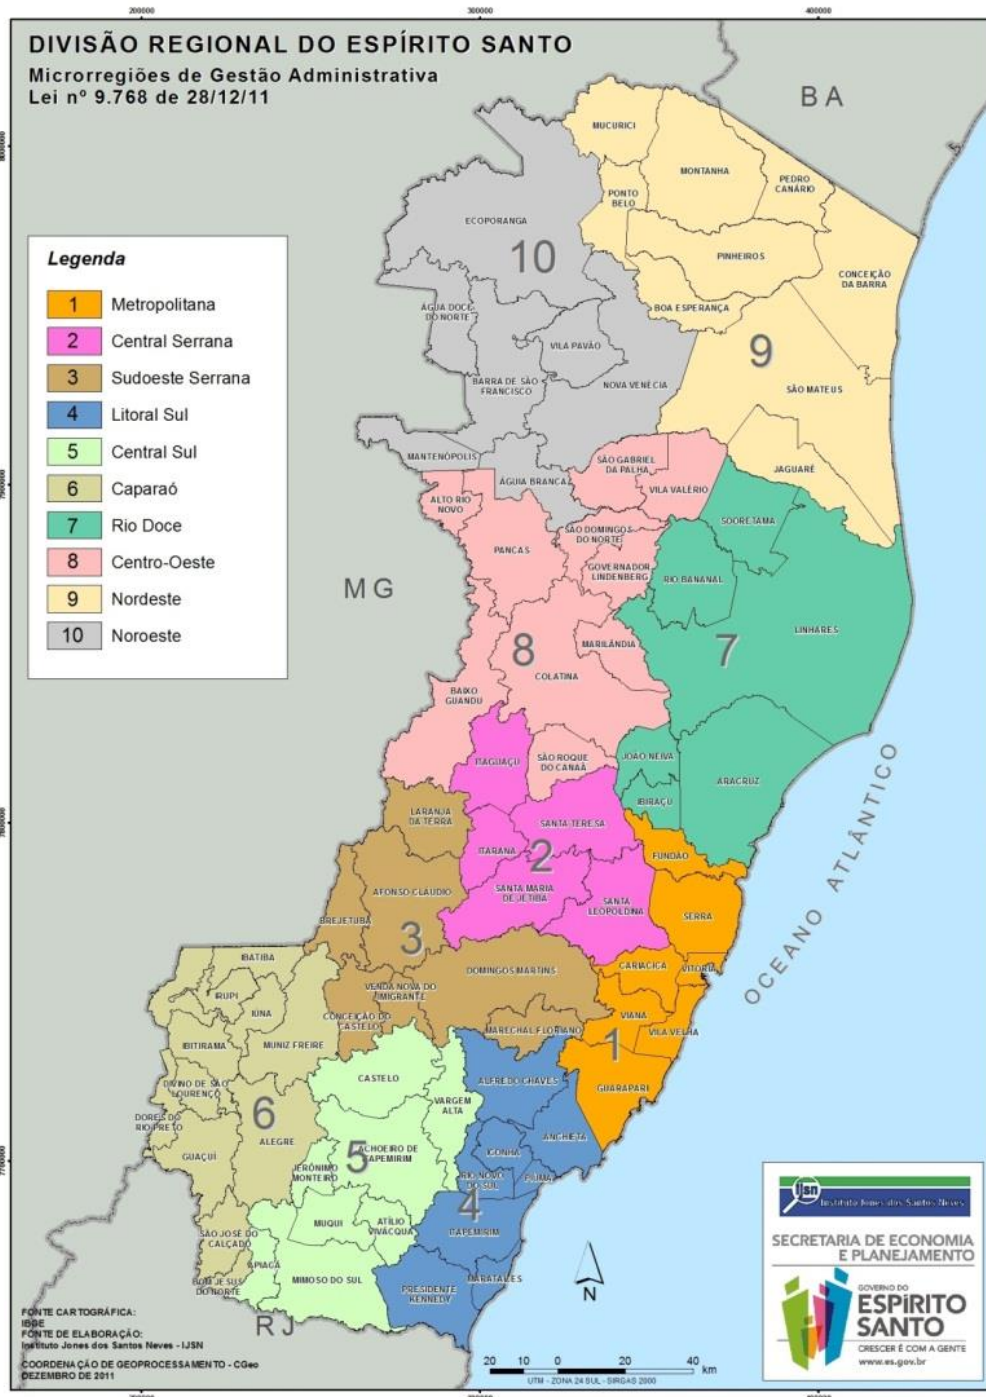 200000
300000
400000
DIVISÃO REGIONAL DO ESPÍRITO SANTO
Microrregiões de Gestão Administrativa
Lei nº 9.768 de 28/12/11
BA
MUCURICI
MONTANHA
PEDRO
CANÁRIO
PONTO
BELO
ECOPORANGA
10
PINHEIROS
CONCEIÇÃO
DA BARRA
Legenda
1 Metropolitana
2 Central Serrana
3 Sudoeste Serrana
4 Litoral Sul
5 Central Sul
6 Caparaó
7 Rio Doce
8 Centro-Oeste
9 Nordeste
10 Noroeste
ÁGUA DOCE
DO NORTE
BOA ESPERANÇA
VILA PAVÃO
9
BARRA DE SÃO
FRANCISCO
NOVA VENÉCIA
SÃO MATEUS
MANTENÓPOLIS
ÁGUIA BRANCA
SÃO GABRIEL
DA PALHA
JAGUARÉ
VILA VALÉRIO
ALTO RIO
NOVO
SOORETAMA
SÃO DOMINGOS
DO NORTE
PANCAS
GOVERNADOR
LINDENBERG
RIO BANANAL
MG
LINHARES
8
MARILÂNDIA
7
COLATINA
BAIXO
GUANDU
ITAGUAÇU
SÃO ROQUE
DO CANAÃ
JOÃO NEIVA
ARACRUZ
IBIRAÇU
OCEANO ATLÂNTICO
LARANJA
DA TERRA
SANTA TERESA
ITARANA
2
FUNDÃO
AFONSO CLÁUDIO
SANTA MARIA
DE JETIBÁ
SANTA
LEOPOLDINA
SERRA
BREJETUBA
3
IBATIBA
DOMINGOS MARTINS
CARIACICA
VITÓRIA
IRUPI
IÚNA
VENDA NOVA DO
IMIGRANTE
CONCEIÇÃO DO
CASTELO
VIANA
MARECHAL FLORIANO
VILA VELHA
1
IBITIRAMA
MUNIZ FREIRE
CASTELO
ALFREDO CHAVES
GUARAPARI
DIVINO DE SÃO
LOURENÇO
VARGEM
ALTA
6
DORES DO
RIO PRETO
ALEGRE
ANCHIETA
GUAÇUÍ
5
CACHOEIRO DE
ITAPEMIRIM
ICONHA
JERÔNIMO
MONTEIRO
RIO NOVO
DO SUL
PIÚMA
4
MUQUI
ATÍLIO
VIVÁCQUA
ITAPEMIRIM
SÃO JOSÉ DO
CALÇADO
APIACÁ
BOM JESUS
DO NORTE
MIMOSO DO SUL
MARATAÍZES
PRESIDENTE
KENNEDY
N
RJ
FONTE CARTOGRÁFICA:
IBGE
FONTE DE ELABORAÇÃO:
Instituto Jones dos Santos Neves - IJSN
COORDENAÇÃO DE GEOPROCESSAMENTO - CGeo
DEZEMBRO DE 2011
20 10 0 20 40
km
UTM - ZONA 24 SUL - SIRGAS 2000
ijsn
Instituto Jones dos Santos Neves
SECRETARIA DE ECONOMIA
E PLANEJAMENTO
GOVERNO DO
ESPÍRITO
SANTO
CRESCER É COM A GENTE
www.es.gov.br